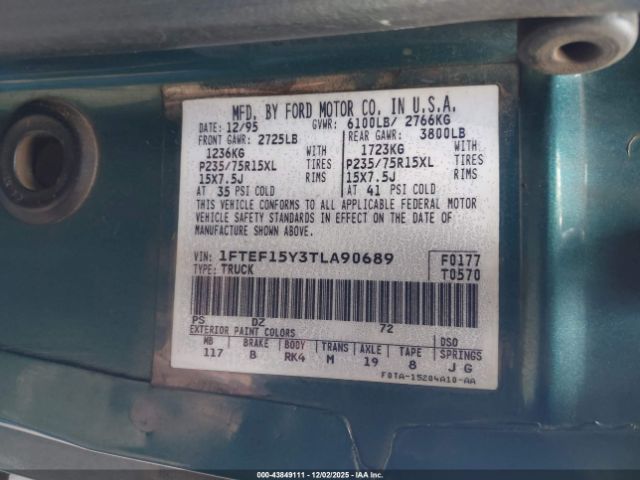 MFD. BY FORD MOTOR CO. IN U.S.A.
DATE: 12/95 GVWR: 6100LB/ 2766KG
FRONT GAWR: 2725LB REAR GAWR: 3800LB
1236KG WITH 1723KG WITH
P235/75R15XL TIRES P235/75R15XL TIRES
15X7.5J RIMS 15X7.5J RIMS
AT 35 PSI COLD AT 41 PSI COLD
THIS VEHICLE CONFORMS TO ALL APPLICABLE FEDERAL MOTOR
VEHICLE SAFETY STANDARDS IN EFFECT ON THE DATE OF
MANUFACTURE SHOWN ABOVE.
VIN: 1FTEF15Y3TLA90689 F0177
TYPE: TRUCK T0570
PS DZ 72
EXTERIOR PAINT COLORS DSO
WB BRAKE BODY TRANS AXLE TAPE SPRINGS
117 B RK4 M 19 8 J G
F0TA-15204A10-AA
000-43849111 - 12/02/2025 - IAA Inc.